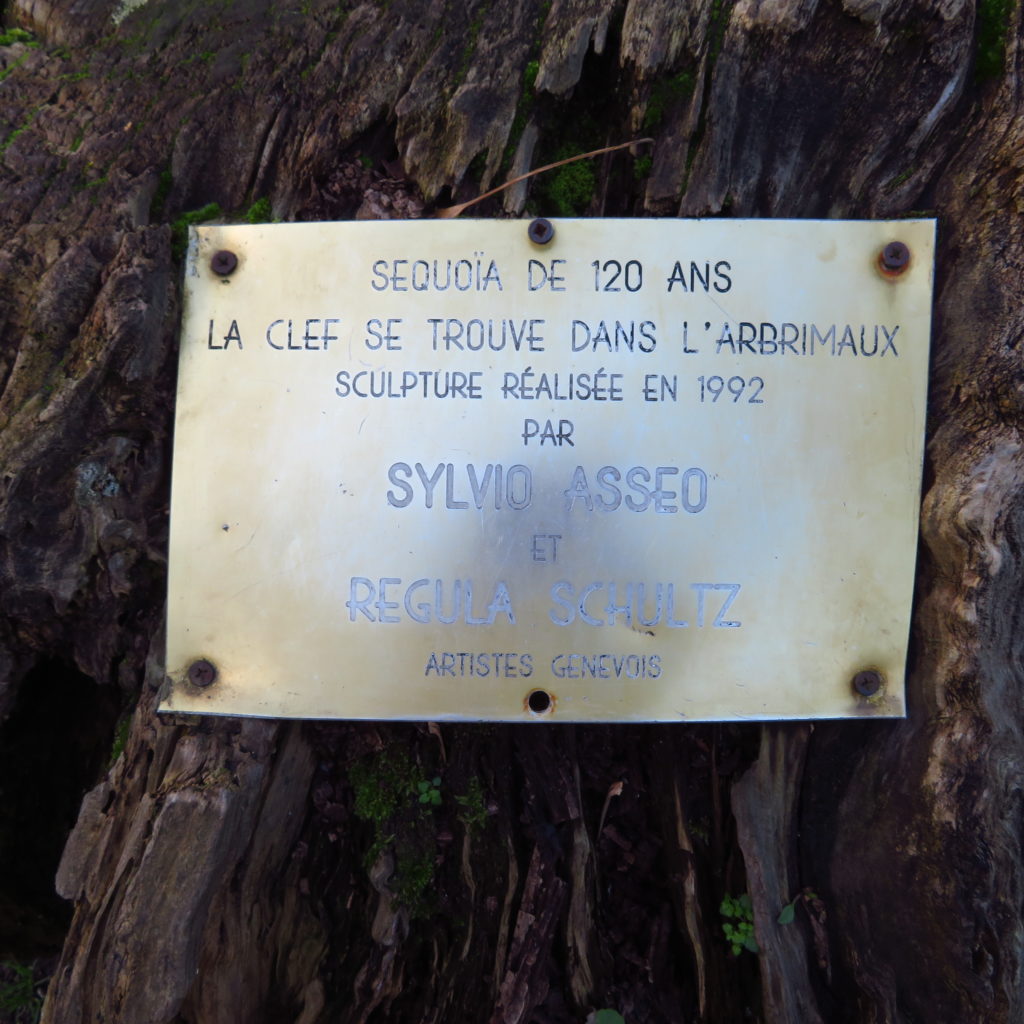 SEQUOÏA DE 120 ANS
LA CLEF SE TROUVE DANS L'ARBRIMAUX
SCULPTURE RÉALISÉE EN 1992
PAR
SYLVIO ASSEO
ET
REGULA SCHULTZ
ARTISTES GENEVOIS